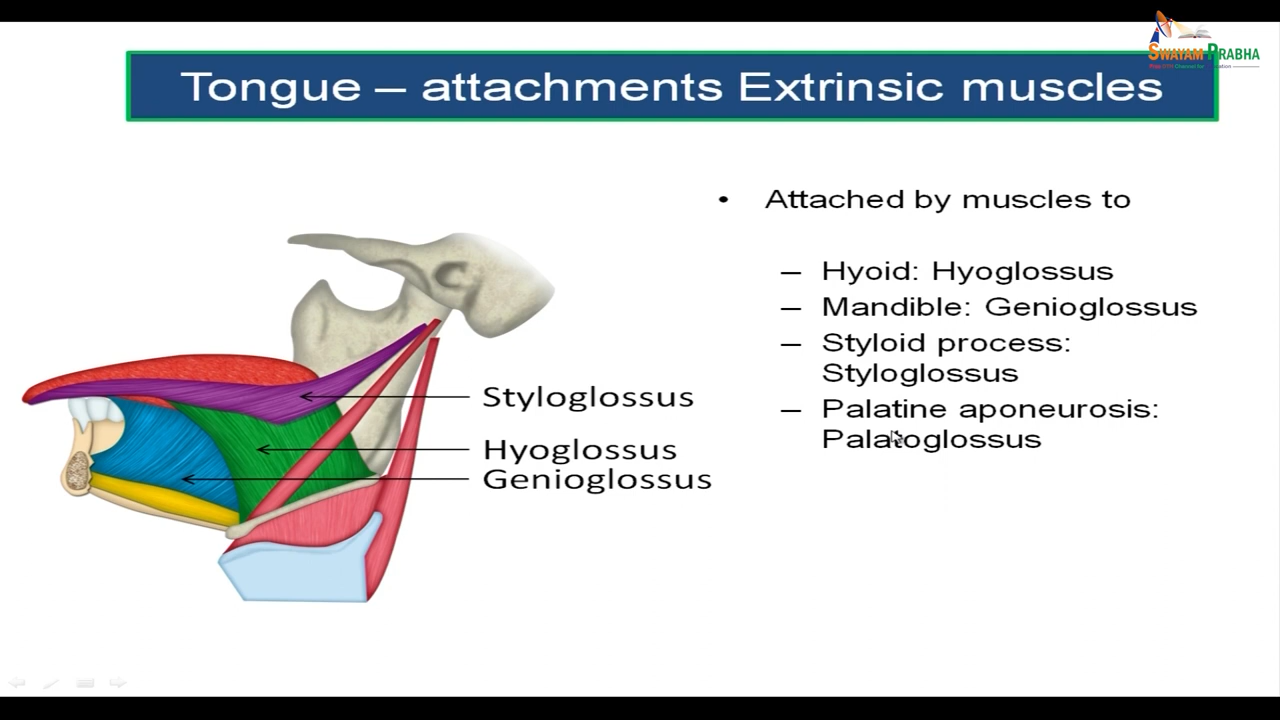 SWAYAM PRABHA
Tongue – attachments Extrinsic muscles
• Attached by muscles to
– Hyoid: Hyoglossus
– Mandible: Genioglossus
– Styloid process:
Styloglossus
– Palatine aponeurosis:
Palatoglossus
Styloglossus
Hyoglossus
Genioglossus